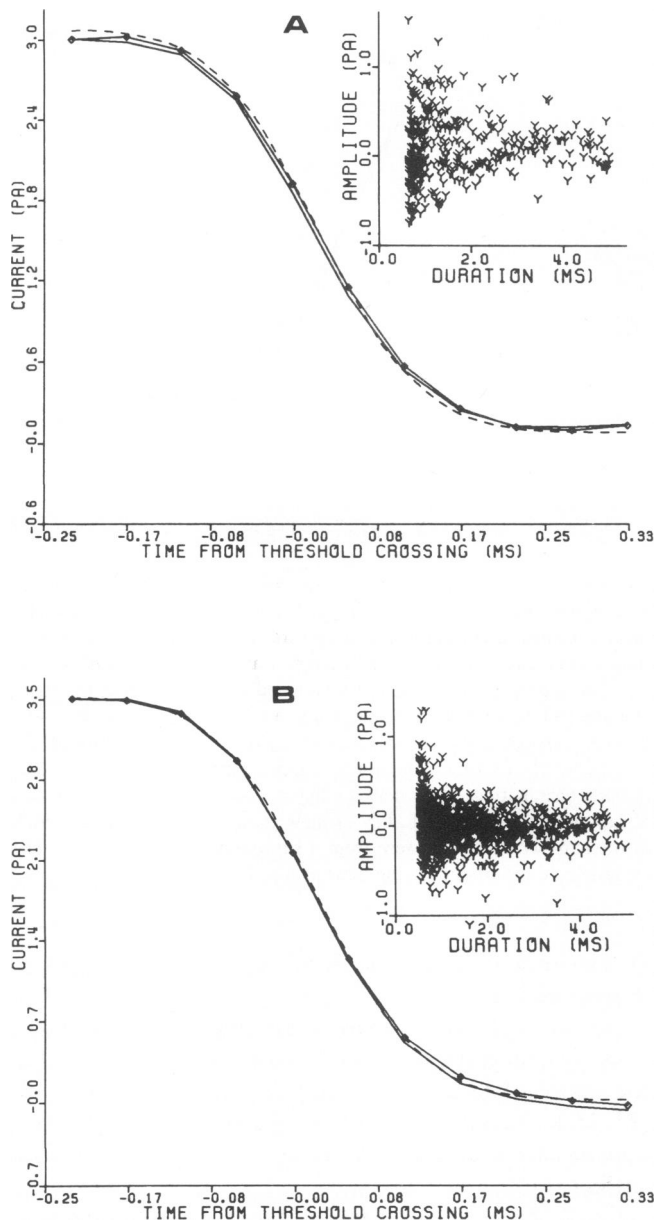 A
3.0
2.4
1.8
1.2
0.6
-0.0
-0.6
CURRENT (PA)
-0.25 -0.17 -0.08 -0.00 0.08 0.17 0.25 0.33
TIME FROM THRESHOLD CROSSING (MS)
1.0
0.0
-1.0
AMPLITUDE (PA)
0.0 2.0 4.0
DURATION (MS)
B
3.5
2.8
2.1
1.4
0.7
-0.0
-0.7
CURRENT (PA)
-0.25 -0.17 -0.08 -0.00 0.08 0.17 0.25 0.33
TIME FROM THRESHOLD CROSSING (MS)
1.0
0.0
-1.0
AMPLITUDE (PA)
0.0 2.0 4.0
DURATION (MS)